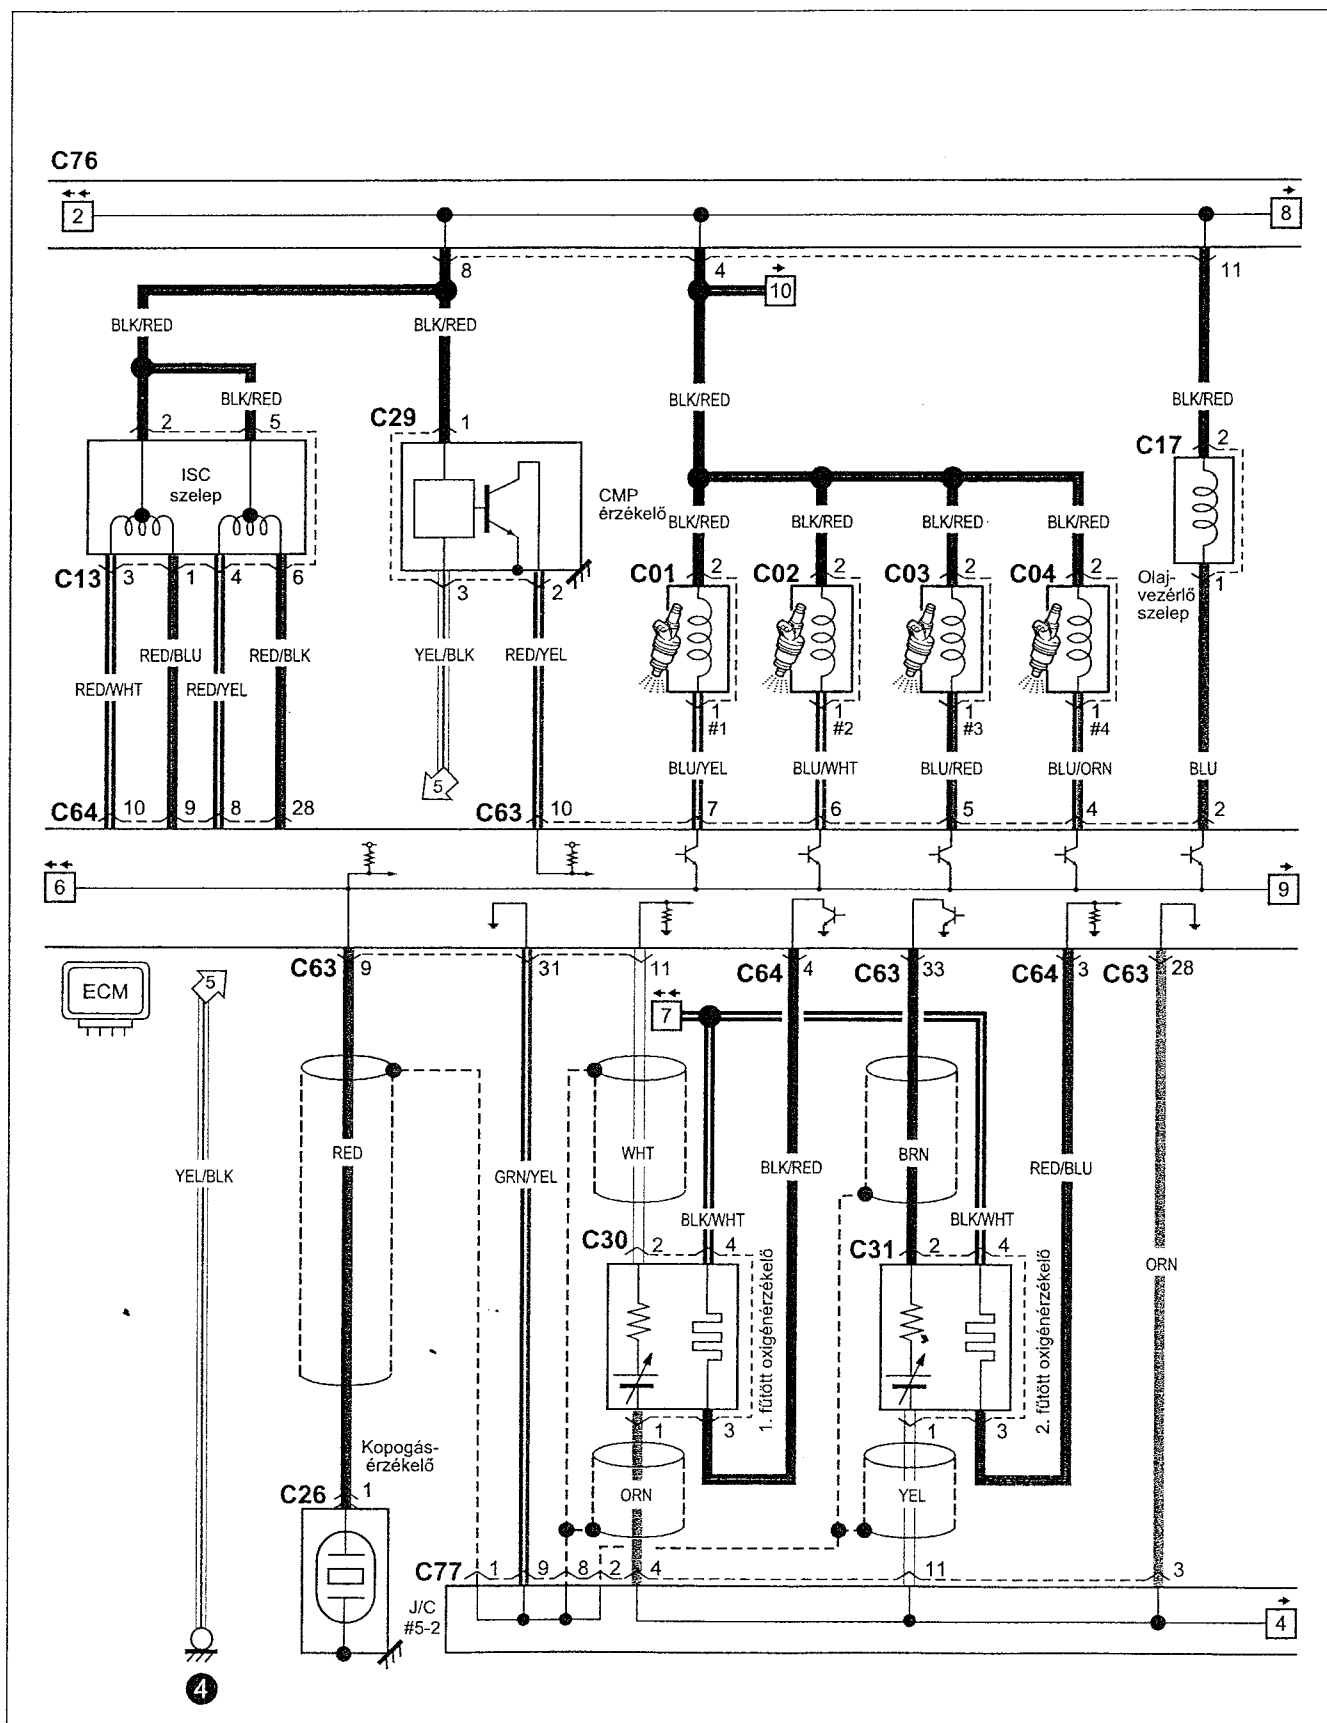 C76
2
8
8
4
11
10
BLK/RED
BLK/RED
BLK/RED
BLK/RED
BLK/RED
2
5
C29
1
C17
2
ISC
szelep
CMP
érzékelő
BLK/RED
BLK/RED
BLK/RED
BLK/RED
C13
3
1
4
6
3
2
C01
2
C02
2
C03
2
C04
2
1
Olaj-
vezérlő
szelep
RED/BLU
RED/BLK
YEL/BLK
RED/YEL
RED/WHT
RED/YEL
1
#1
1
#2
1
#3
1
#4
BLU/YEL
BLU/WHT
BLU/RED
BLU/ORN
BLU
5
C64
10
9
8
28
C63
10
7
6
5
4
2
6
9
C63
9
31
11
C64
4
C63
33
C64
3
C63
28
ECM
5
7
RED
WHT
BRN
YEL/BLK
GRN/YEL
BLK/RED
RED/BLU
BLK/WHT
BLK/WHT
C30
2
4
C31
2
4
ORN
1. fűtött oxigénérzékelő
2. fűtött oxigénérzékelő
1
3
1
3
Kopogás-
érzékelő
C26
1
ORN
YEL
C77
1
9
8
2
4
11
3
J/C
#5-2
4
4